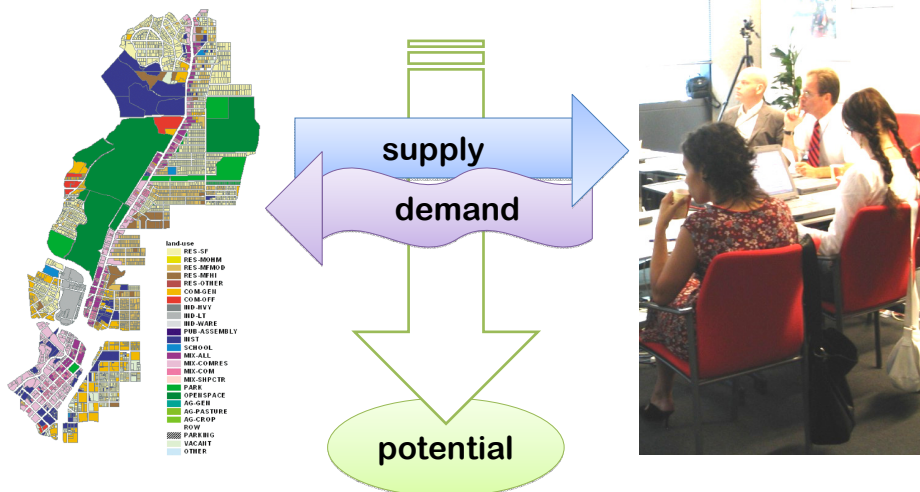 supply
demand
land-use
RES-SF
RES-MOHM
RES-MFMOD
RES-MFHI
RES-OTHER
COM-GEN
COM-OFF
IND-HVY
IND-LT
IND-WARE
PUB-ASSEMBLY
INST
SCHOOL
MIX-ALL
MIX-COMRES
MIX-COM
MIX-SHPCTR
PARK
OPENSPACE
AG-GEN
AG-PASTURE
AG-CROP
ROW
PARKING
VACANT
OTHER
potential